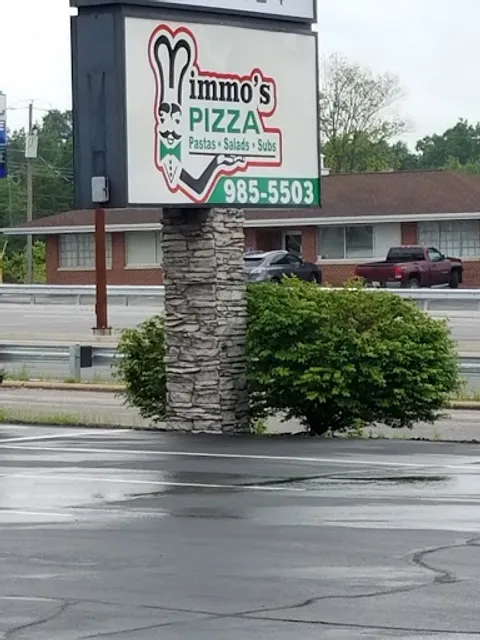 Mimmo's
PIZZA
Pastas • Salads • Subs
985-5503